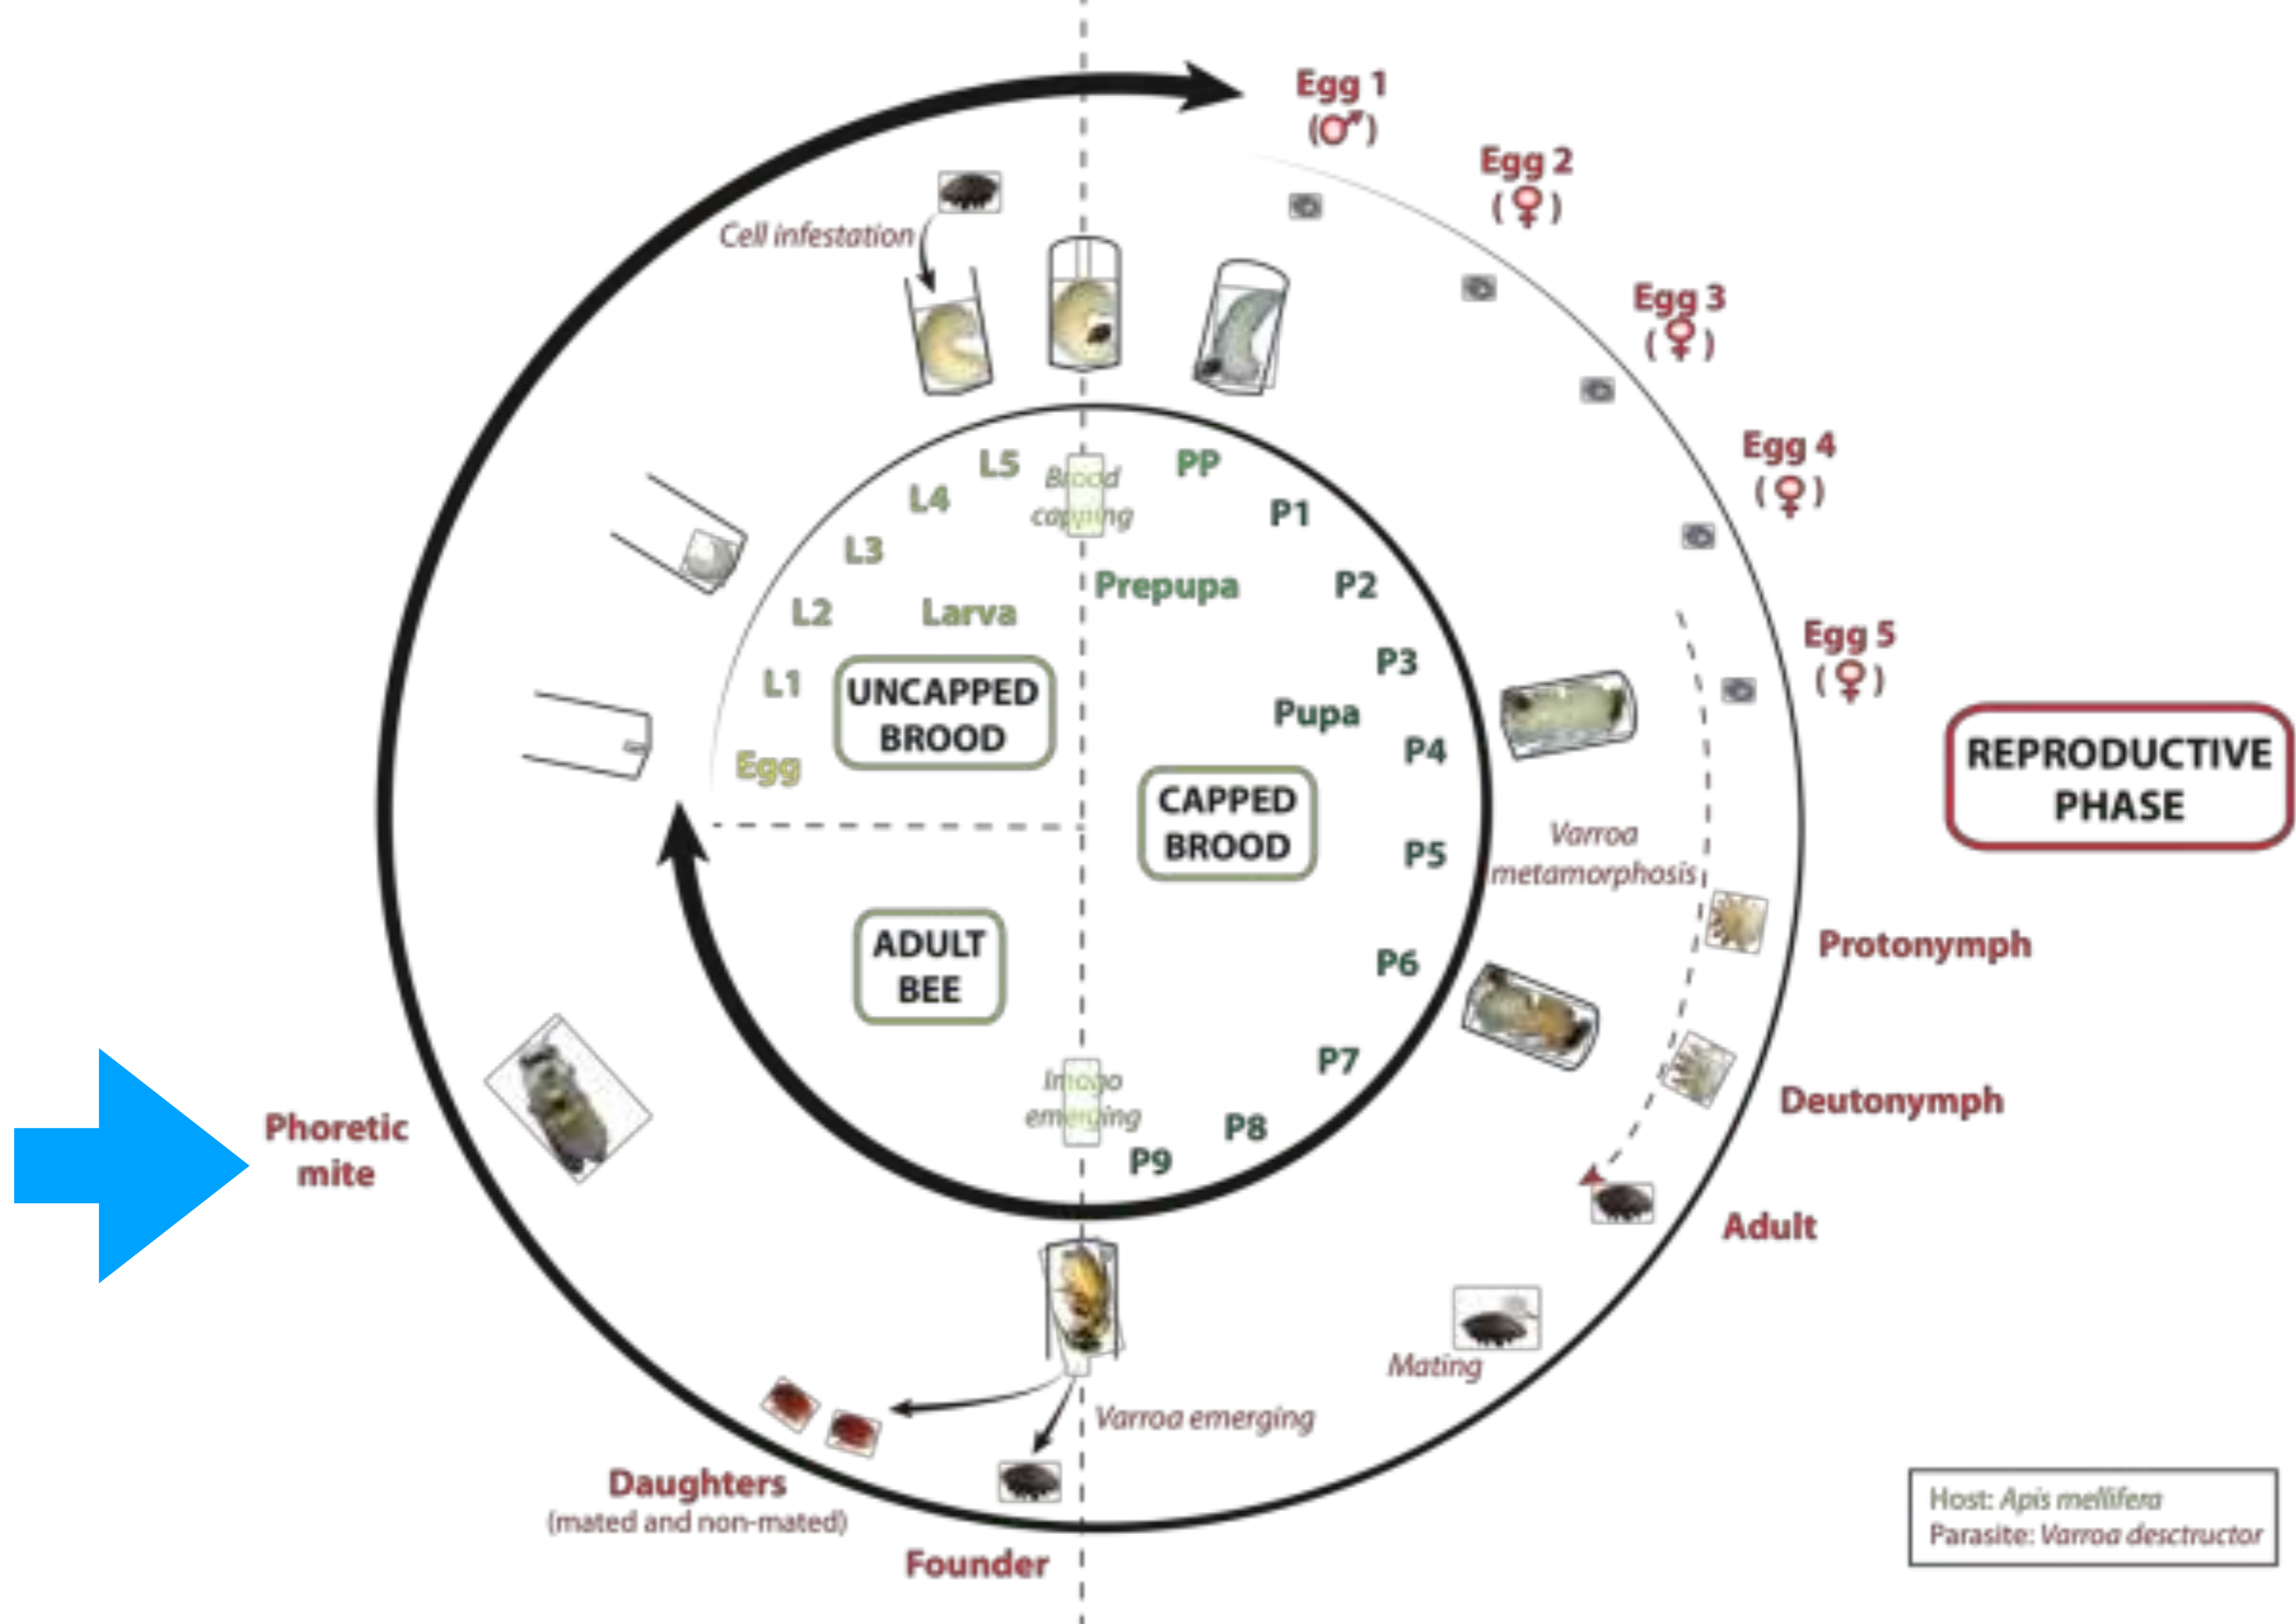 Egg 1
(♂)
Egg 2
(♀)
Egg 3
(♀)
Egg 4
(♀)
Egg 5
(♀)
REPRODUCTIVE
PHASE
Protonymph
Deutonymph
Adult
Mating
Varroa emerging
Founder
Daughters
(mated and non-mated)
Phoretic
mite
Cell infestation
Varroa
metamorphosis
Egg
L1
L2
L3
L4
L5
Larva
UNCAPPED
BROOD
Brood
capping
PP
Prepupa
P1
P2
P3
Pupa
P4
P5
P6
P7
P8
P9
CAPPED
BROOD
Imago
emerging
ADULT
BEE
Host: Apis mellifera
Parasite: Varroa desctructor